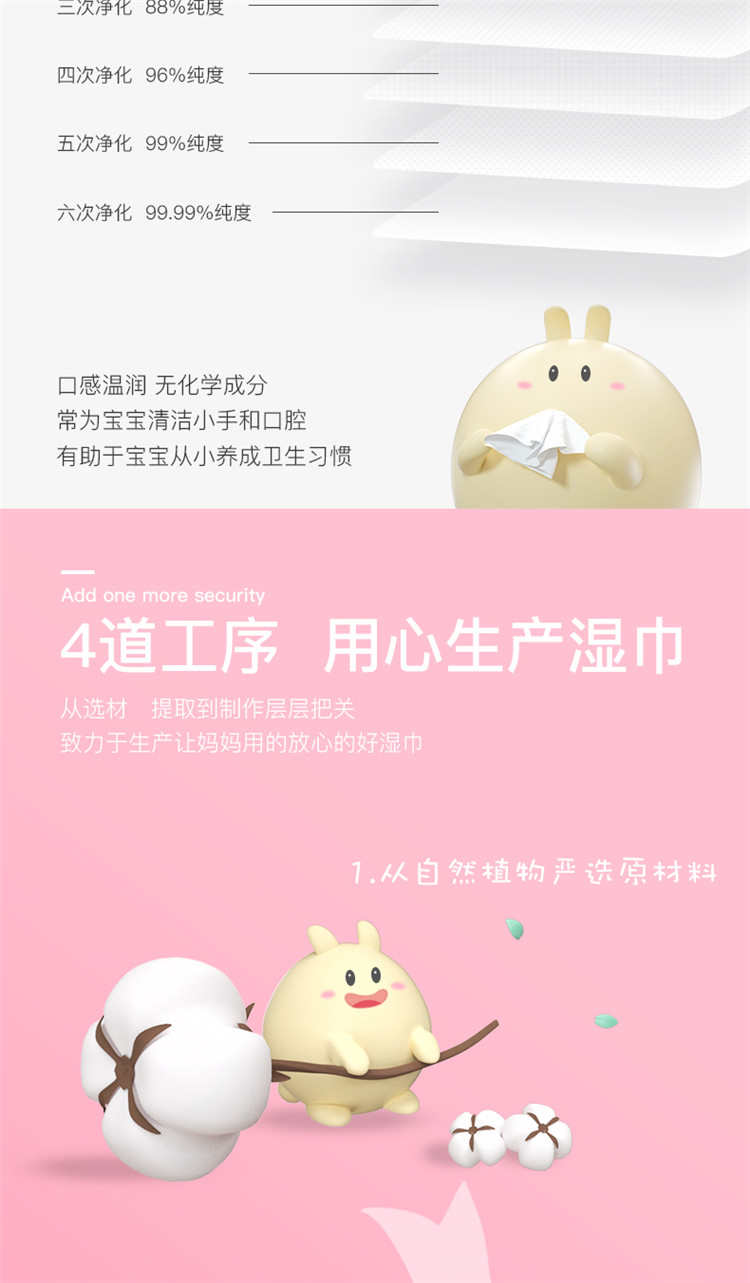 三次净化 88%纯度
四次净化 96%纯度
五次净化 99%纯度
六次净化 99.99%纯度
口感温润 无化学成分
常为宝宝清洁小手和口腔
有助于宝宝从小养成卫生习惯
Add one more security
4道工序 用心生产湿巾
从选材 提取到制作层层把关
致力于生产让妈妈用的放心的好湿巾
1.从自然植物严选原材料